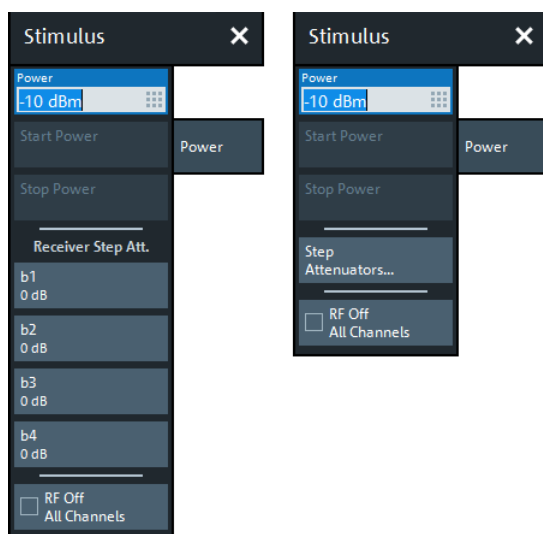 Stimulus
Power
-10 dBm
Start Power
Stop Power
Power
Receiver Step Att.
b1
0 dB
b2
0 dB
b3
0 dB
b4
0 dB
RF Off
All Channels
Stimulus
Power
-10 dBm
Start Power
Stop Power
Power
Step
Attenuators...
RF Off
All Channels